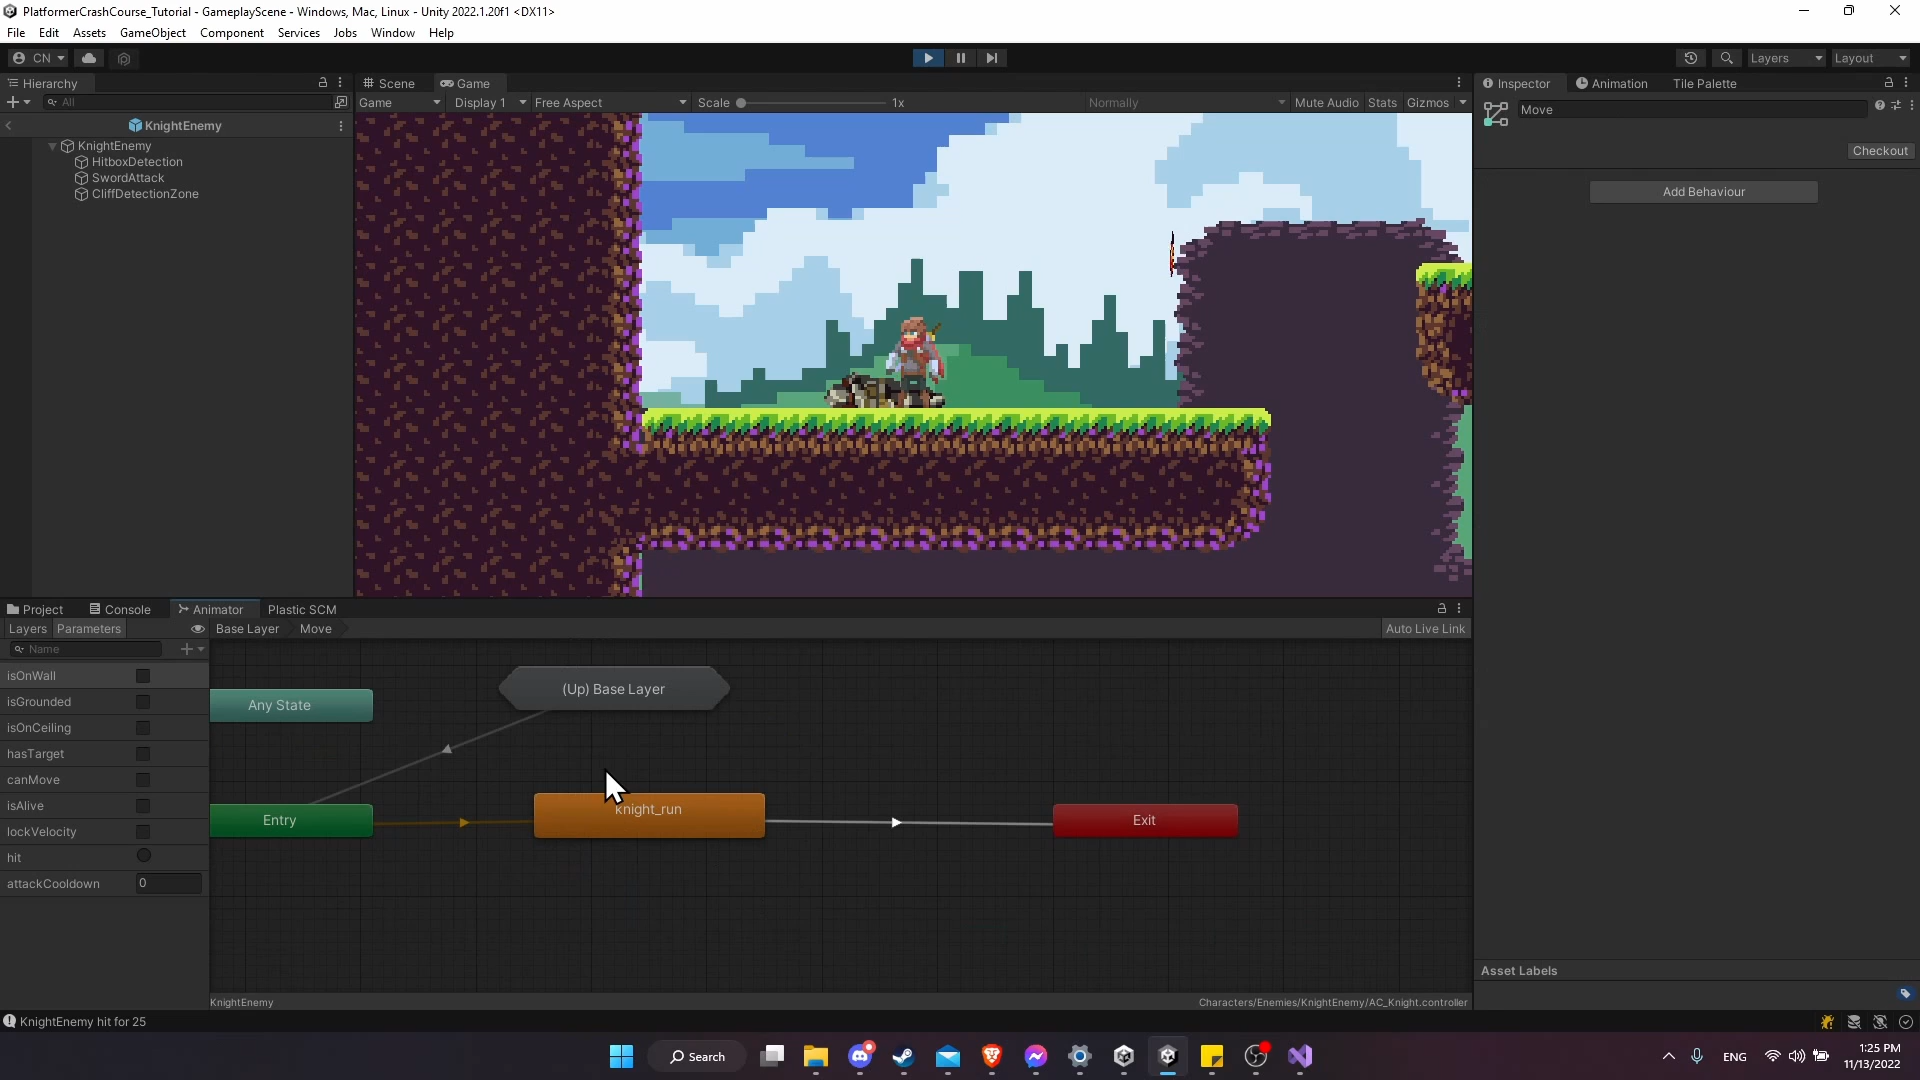 PlatformerCrashCourse_Tutorial - GameplayScene - Windows, Mac, Linux - Unity 2022.1.20f1 <DX11>
File Edit Assets GameObject Component Services Jobs Window Help
CN Layers Layout
Hierarchy Scene Game Inspector Animation Tile Palette
All Game Display 1 Free Aspect Scale 1x Normally Mute Audio Stats Gizmos
Move
KnightEnemy
KnightEnemy
HitboxDetection
SwordAttack
CliffDetectionZone
Checkout
Add Behaviour
Project Console Animator Plastic SCM
Layers Parameters Base Layer Move Auto Live Link
Name
isOnWall
isGrounded
isOnCeiling
hasTarget
canMove
isAlive
lockVelocity
hit
attackCooldown 0
(Up) Base Layer
Any State
Entry
knight_run
Exit
KnightEnemy Characters/Enemies/KnightEnemy/AC_Knight.controller
Asset Labels
KnightEnemy hit for 25
Search
ENG
1:25 PM
11/13/2022